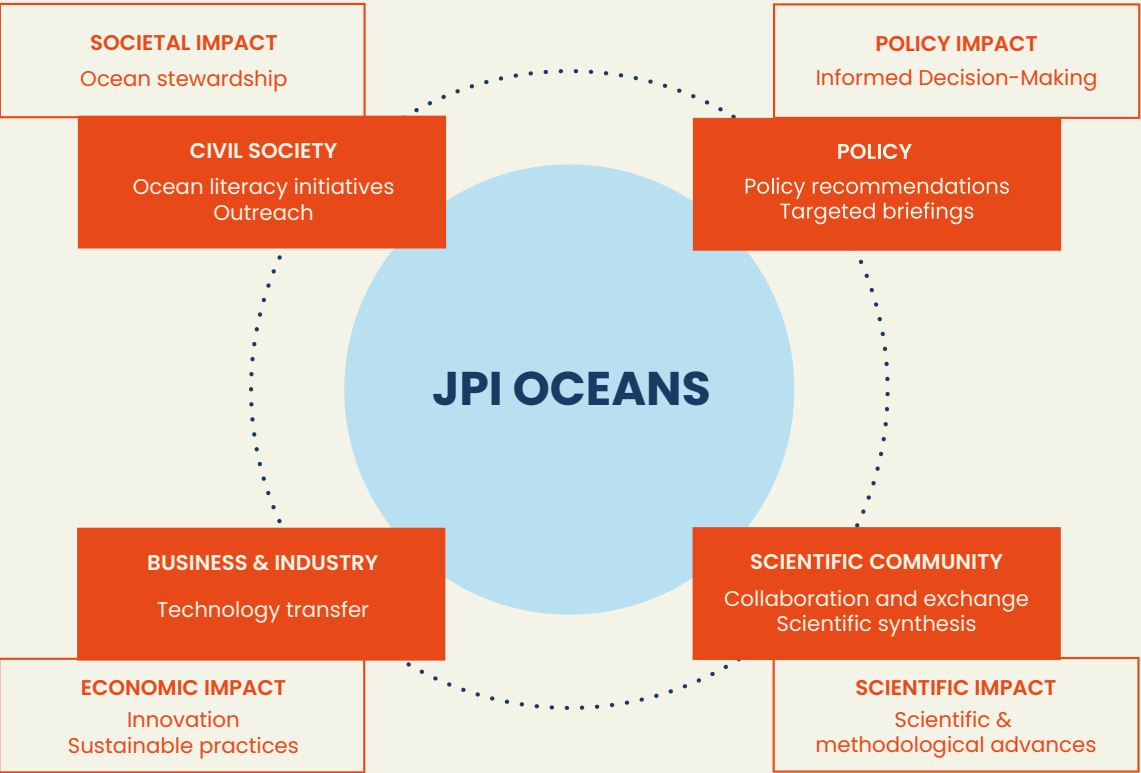 SOCIETAL IMPACT
Ocean stewardship
CIVIL SOCIETY
Ocean literacy initiatives
Outreach
POLICY IMPACT
Informed Decision-Making
POLICY
Policy recommendations
Targeted briefings
JPI OCEANS
BUSINESS & INDUSTRY
Technology transfer
ECONOMIC IMPACT
Innovation
Sustainable practices
SCIENTIFIC COMMUNITY
Collaboration and exchange
Scientific synthesis
SCIENTIFIC IMPACT
Scientific &
methodological advances